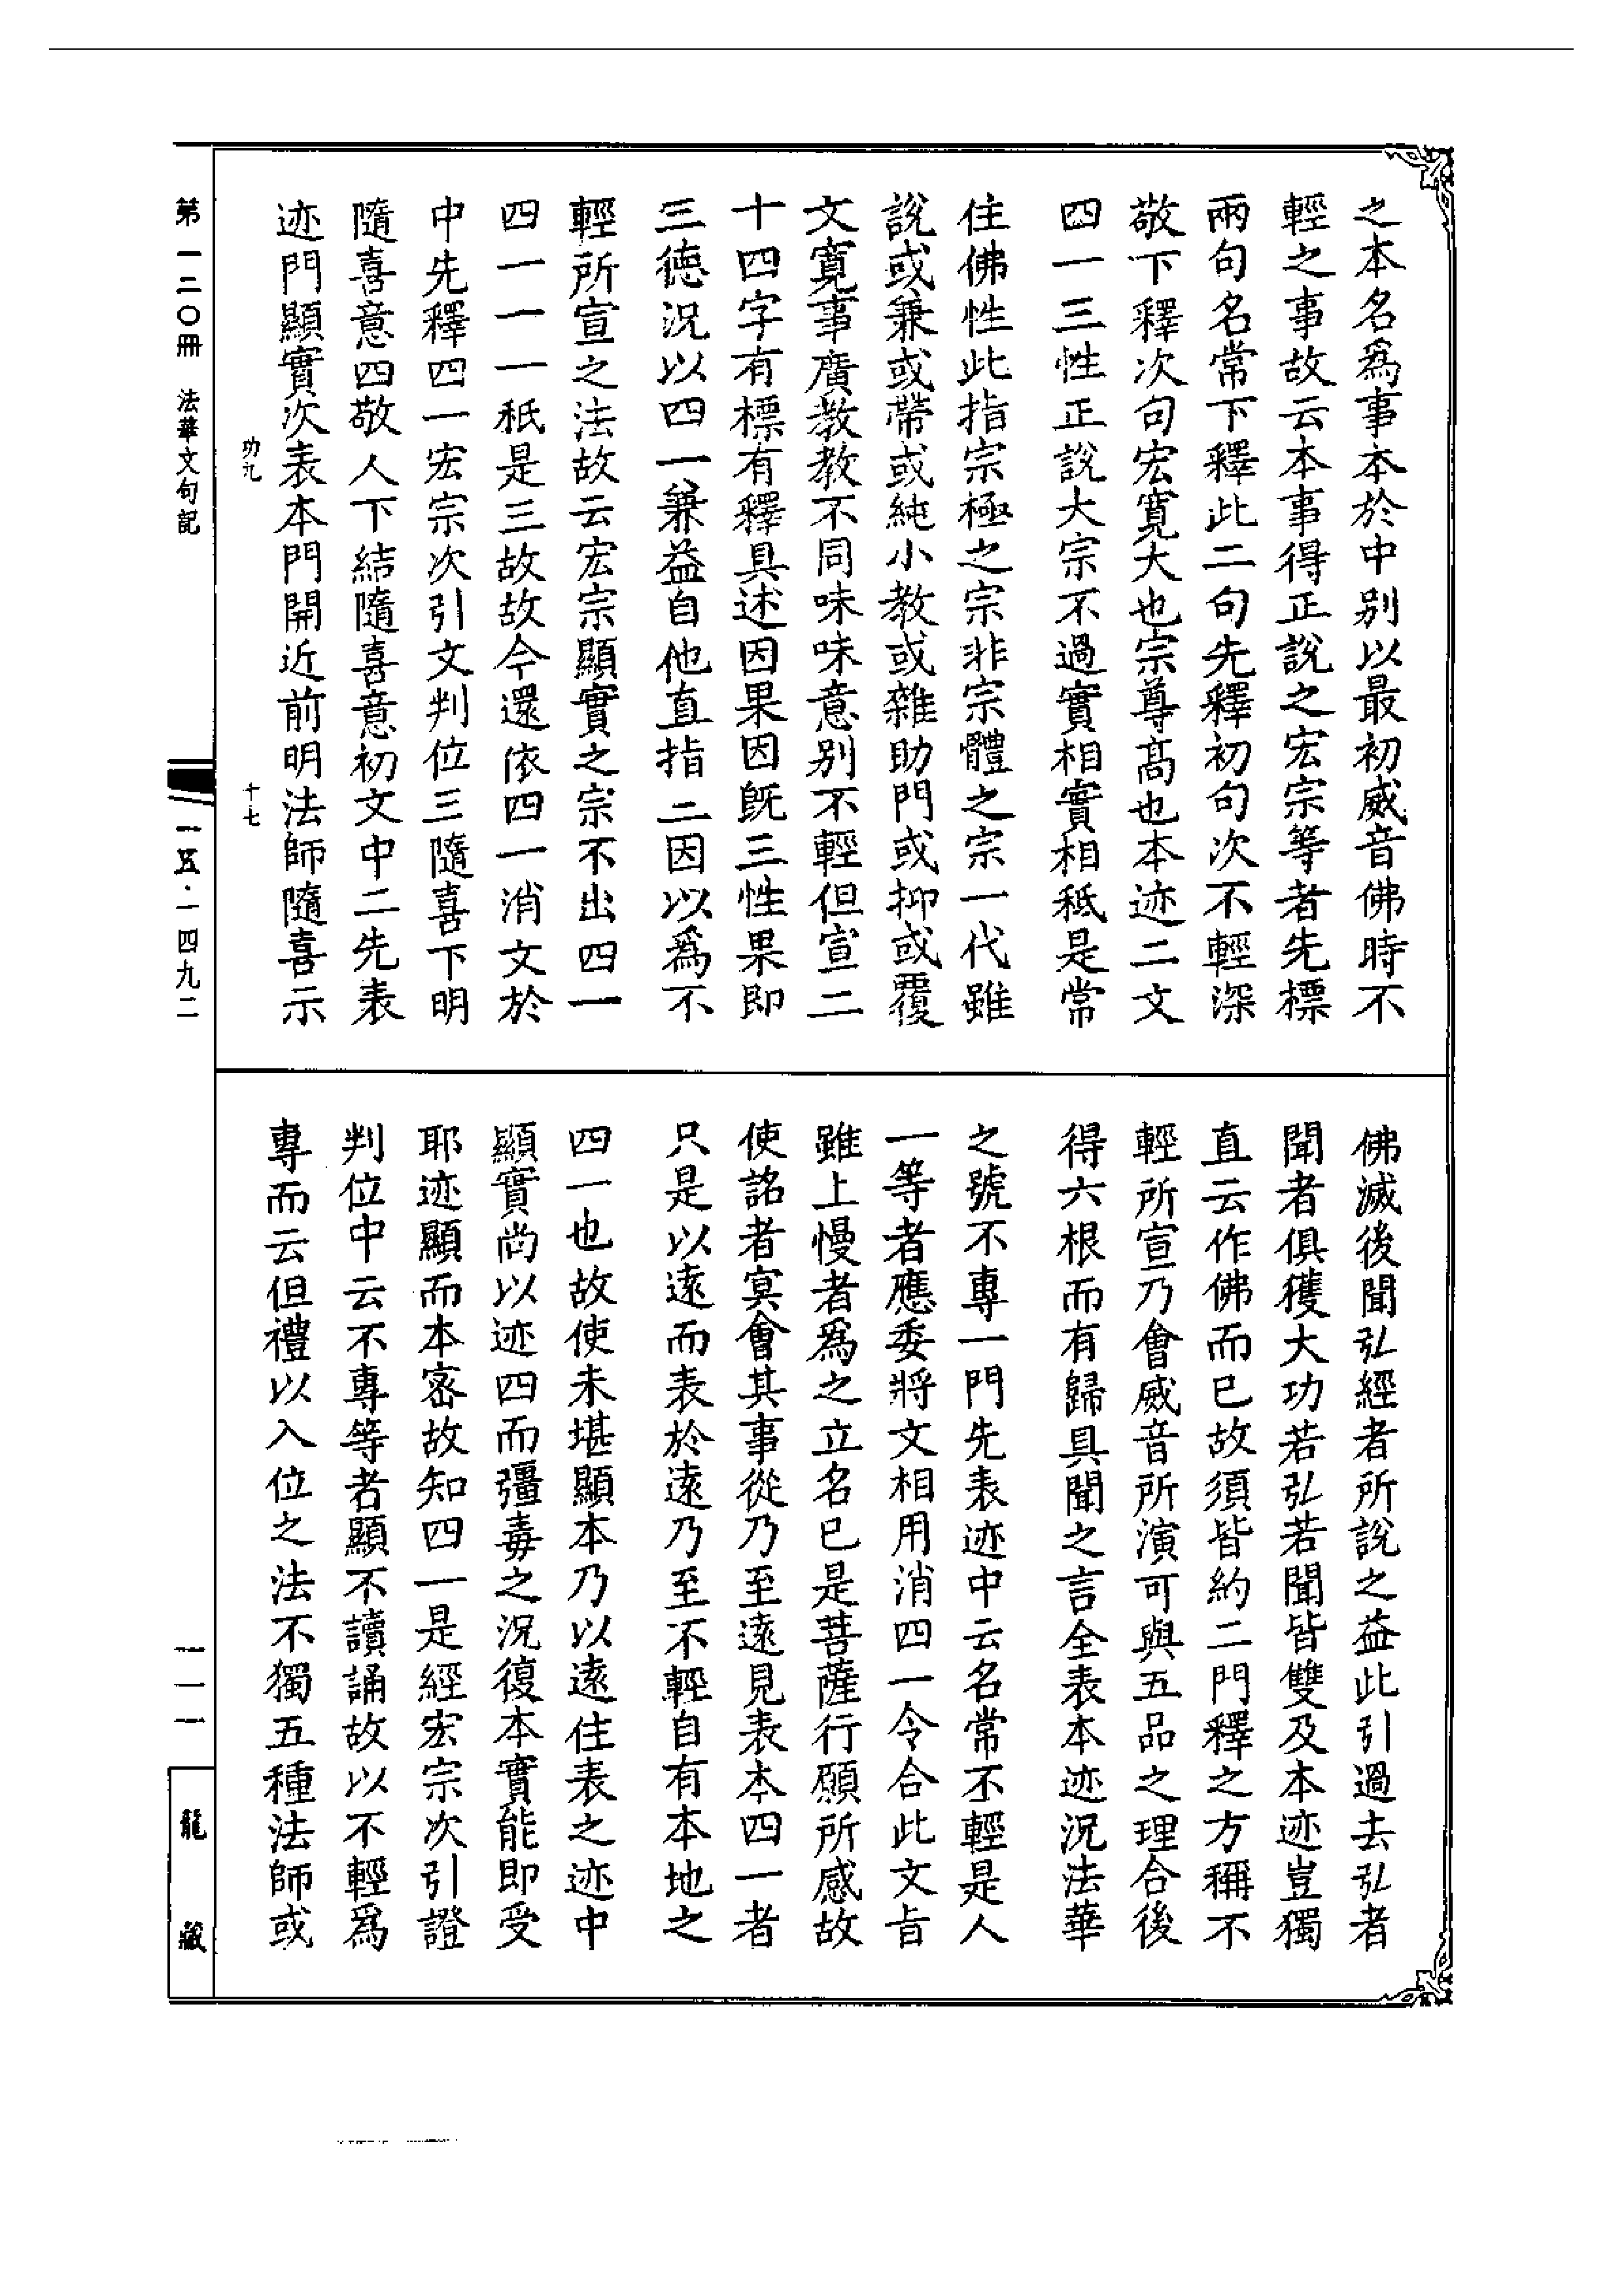 之本名為事本於中別以最初威音佛時不
輕之事故云本事得正說之宏宗等者先標
兩句名常下釋此二句先釋初句次不輕深
敬下釋次句宏寬大也宗尊高也本迹二文
四一三性正說大宗不過實相實相秖是常
住佛性此指宗極之宗非宗體之宗一代雖
說或兼或帶或純小教或雜助門或抑或覆
文寬事廣教教不同味味意別不輕但宣二
十四字有標有釋具述因果因旣三性果即
三德況以四一兼益自他直指二因以為不
輕所宣之法故云宏宗顯實之宗不出四一
四一一一秖是三故故今還依四一消文於
中先釋四一宏宗次引文判位三隨喜下明
隨喜意四敬人下結隨喜意初文中二先表
迹門顯實次表本門開近前明法師隨喜示
功九
十七
佛滅後聞弘經者所說之益此引過去弘者
聞者俱獲大功若弘若聞皆雙及本迹豈獨
直云作佛而已故須皆約二門釋之方稱不
輕所宣乃會威音所演可與五品之理合後
得六根而有歸具聞之言全表本迹況法華
之號不專一門先表迹中云名常不輕是人
一等者應委將文相用消四一令合此文旨
雖上慢者為之立名已是菩薩行願所感故
使詺者冥會其事從乃至遠見表本四一者
只是以遠而表於遠乃至不輕自有本地之
四一也故使未堪顯本乃以遠住表之迹中
顯實尚以迹四而彊毒之況復本實能即受
耶迹顯而本密故知四一是經宏宗次引證
判位中云不專等者顯不讀誦故以不輕為
專而云但禮以入位之法不獨五種法師或
第一二〇冊 法華文句記
一五·一四九二
一一一
龍藏